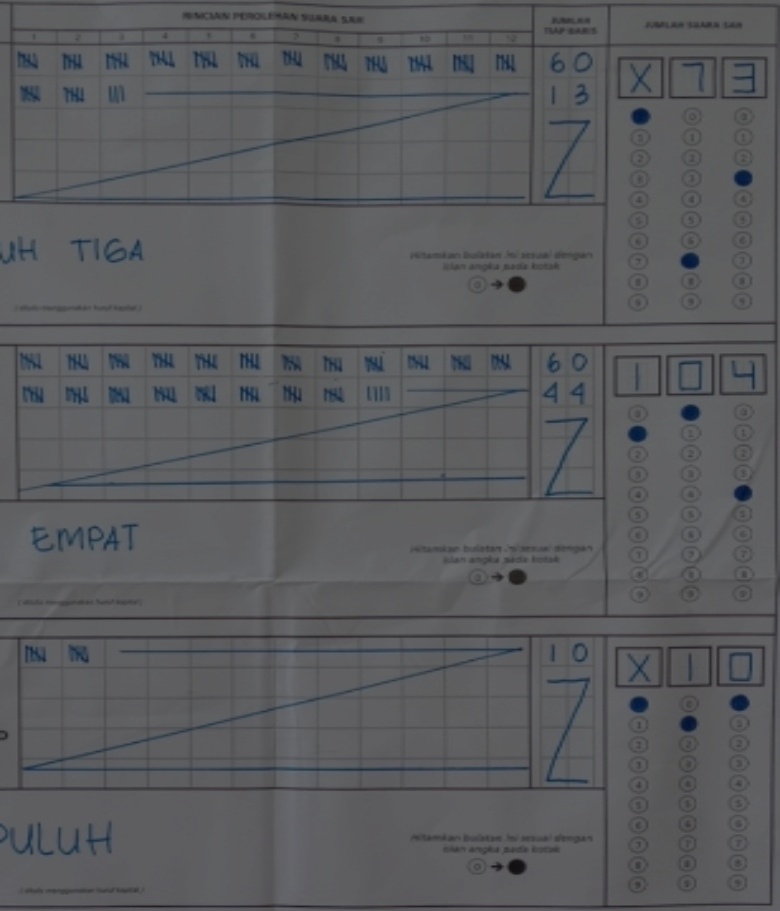 RINCIAN PEROLEHAN SUARA SAH
JUMLAH TIAP BARIS
JUMLAH SUARA SAH
1 2 3 4 5 6 7 8 9 10 11 12
60
13
X 7 3
UH TIGA
Hitamkan bulatan ini sesuai dengan
isian angka pada kotak
0 → ●
(ditulis menggunakan huruf kapital)
60
44
1 0 4
EMPAT
Hitamkan bulatan ini sesuai dengan
isian angka pada kotak
0 → ●
(ditulis menggunakan huruf kapital)
10
X 1 0
PULUH
Hitamkan bulatan ini sesuai dengan
isian angka pada kotak
0 → ●
(ditulis menggunakan huruf kapital)